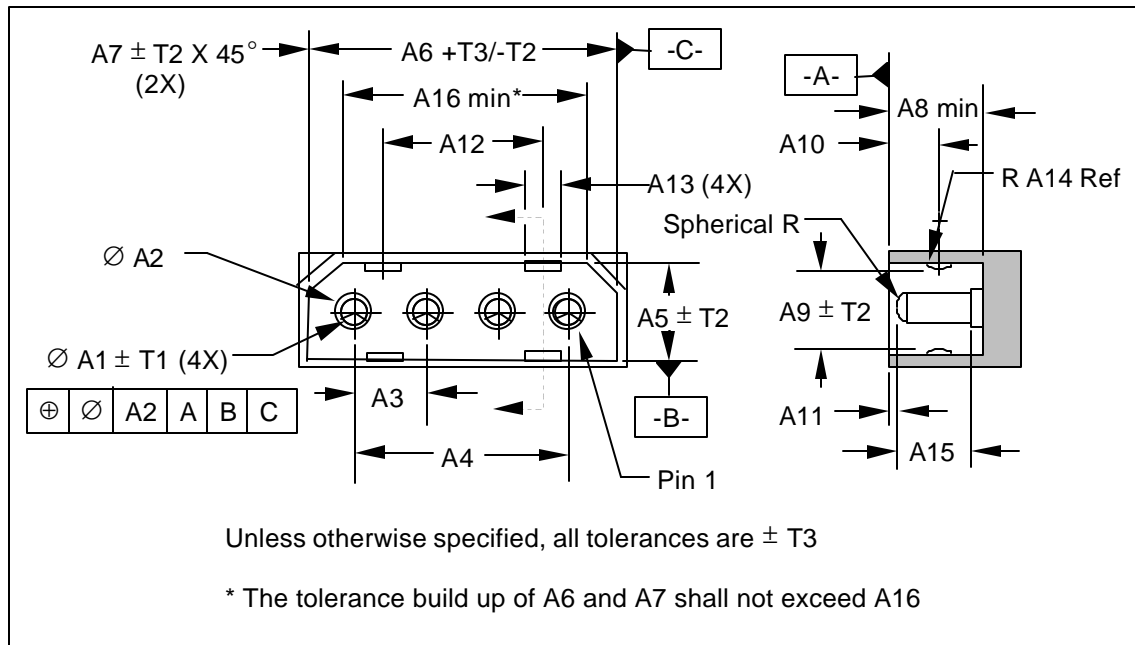 A7 ± T2 X 45°
(2X)
A6 +T3/-T2
-C-
A16 min*
A12
A13 (4X)
-A-
A8 min
A10
R A14 Ref
Spherical R
∅ A2
A5 ± T2
A9 ± T2
∅ A1 ± T1 (4X)
⊕ ∅ A2 A B C
A3
-B-
A11
A4
A15
Pin 1
Unless otherwise specified, all tolerances are ± T3
* The tolerance build up of A6 and A7 shall not exceed A16